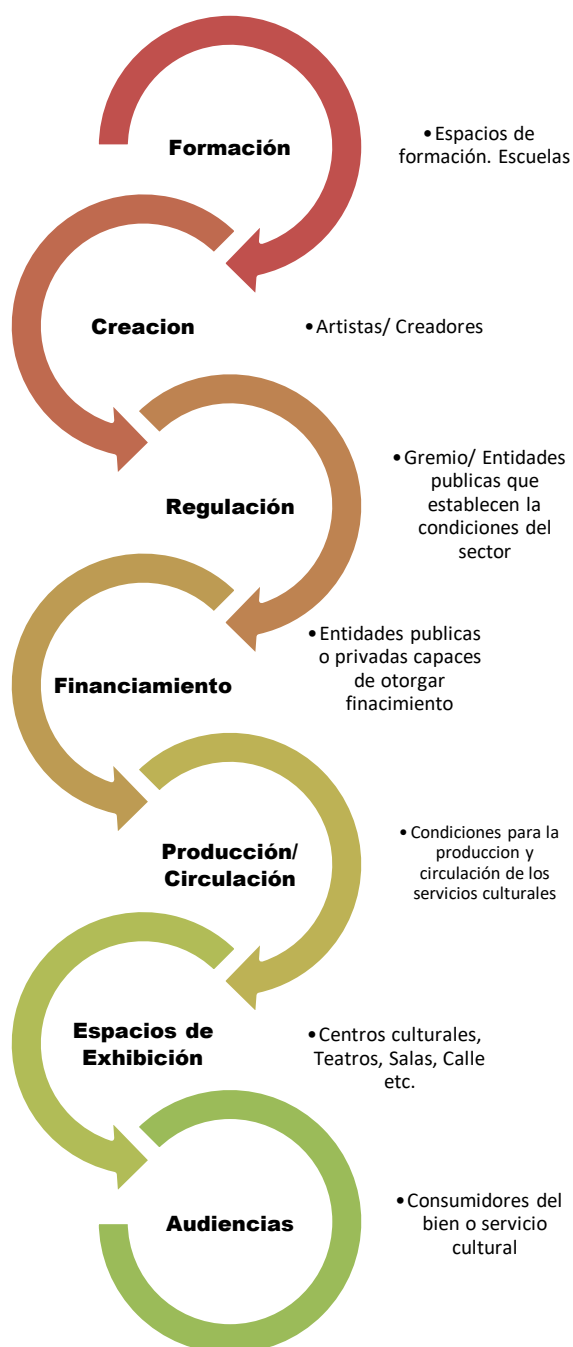 Formación
•Espacios de
formación. Escuelas
Creacion
•Artistas/ Creadores
Regulación
•Gremio/ Entidades
publicas que
establecen la
condiciones del
sector
Financiamiento
•Entidades publicas
o privadas capaces
de otorgar
finacimiento
Producción/
Circulación
•Condiciones para la
produccion y
circulación de los
servicios culturales
Espacios de
Exhibición
•Centros culturales,
Teatros, Salas, Calle
etc.
Audiencias
•Consumidores del
bien o servicio
cultural